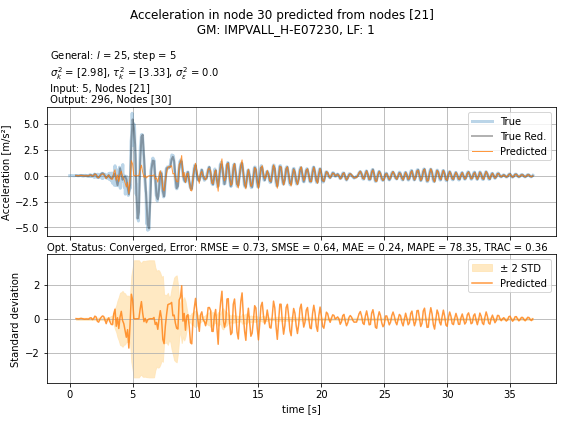 Acceleration in node 30 predicted from nodes [21]
GM: IMPVALL_H-E07230, LF: 1
General: l = 25, step = 5
σ²ₖ = [2.98], τ²ₖ = [3.33], σ²ε = 0.0
Input: 5, Nodes [21]
Output: 296, Nodes [30]
Acceleration [m/s²]
5.0
2.5
0.0
−2.5
−5.0
True
True Red.
Predicted
Opt. Status: Converged, Error: RMSE = 0.73, SMSE = 0.64, MAE = 0.24, MAPE = 78.35, TRAC = 0.36
Standard deviation
2
0
−2
± 2 STD
Predicted
0 5 10 15 20 25 30 35
time [s]